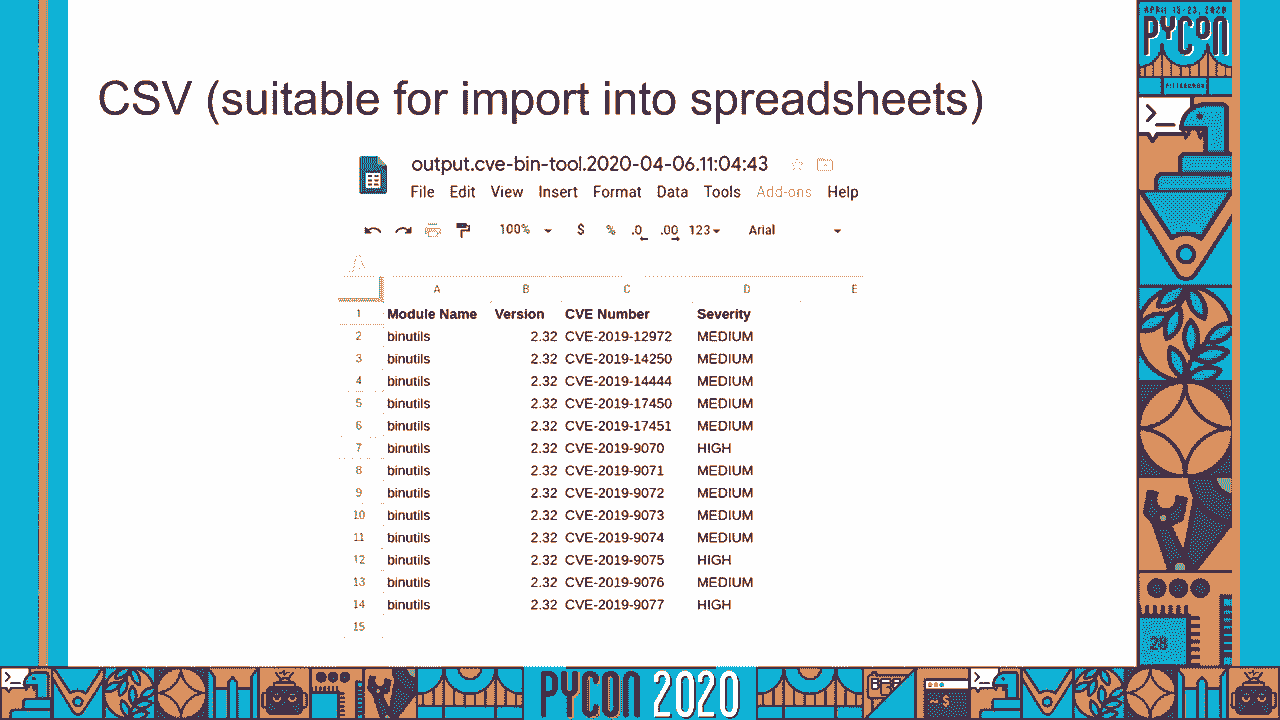 CSV (suitable for import into spreadsheets)
output.cve-bin-tool.2020-04-06.11:04:43
File Edit View Insert Format Data Tools Add-ons Help
100% $ % .0 .00 123 Arial
A B C D E
1 Module Name Version CVE Number Severity
2 binutils 2.32 CVE-2019-12972 MEDIUM
3 binutils 2.32 CVE-2019-14250 MEDIUM
4 binutils 2.32 CVE-2019-14444 MEDIUM
5 binutils 2.32 CVE-2019-17450 MEDIUM
6 binutils 2.32 CVE-2019-17451 MEDIUM
7 binutils 2.32 CVE-2019-9070 HIGH
8 binutils 2.32 CVE-2019-9071 MEDIUM
9 binutils 2.32 CVE-2019-9072 MEDIUM
10 binutils 2.32 CVE-2019-9073 MEDIUM
11 binutils 2.32 CVE-2019-9074 MEDIUM
12 binutils 2.32 CVE-2019-9075 HIGH
13 binutils 2.32 CVE-2019-9076 MEDIUM
14 binutils 2.32 CVE-2019-9077 HIGH
15
APRIL 15-23, 2020
PYCON
PITTSBURGH
28
PYCON 2020